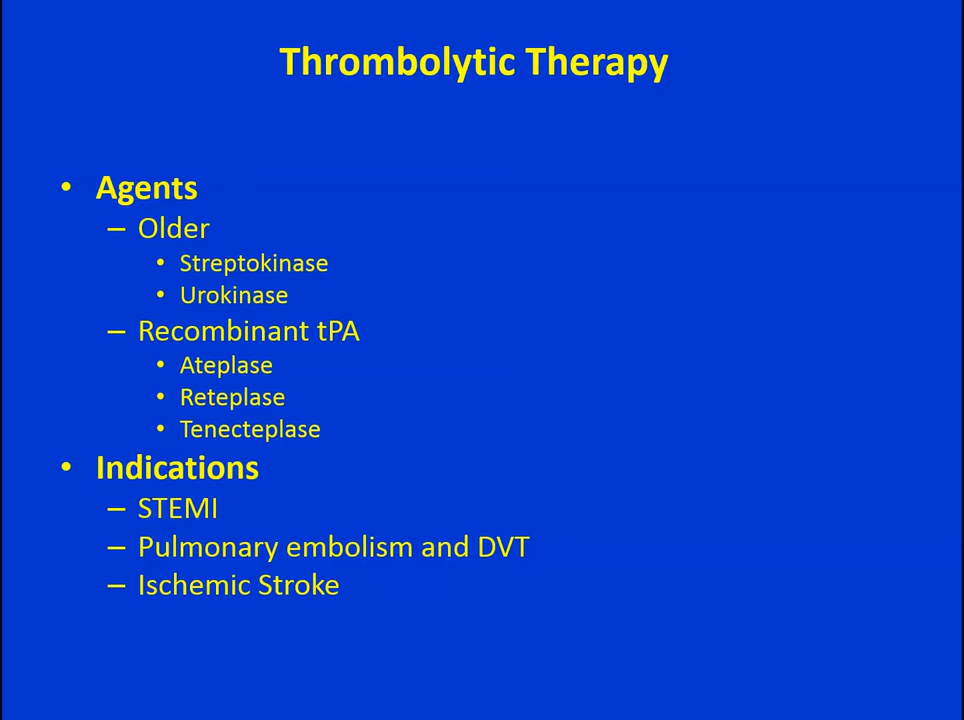 Thrombolytic Therapy
• Agents
– Older
• Streptokinase
• Urokinase
– Recombinant tPA
• Ateplase
• Reteplase
• Tenecteplase
• Indications
– STEMI
– Pulmonary embolism and DVT
– Ischemic Stroke